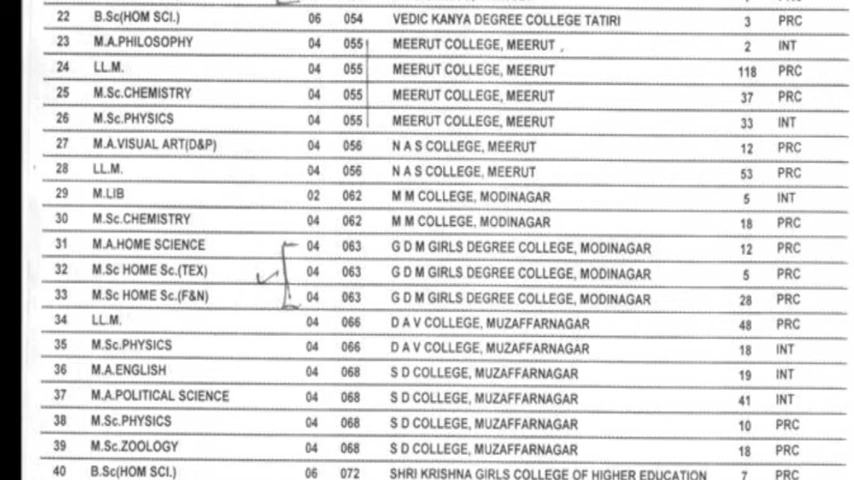 22 B.Sc(HOM SCI.) 06 054 VEDIC KANYA DEGREE COLLEGE TATIRI 3 PRC
23 M.A.PHILOSOPHY 04 055 MEERUT COLLEGE, MEERUT 2 INT
24 LL.M. 04 055 MEERUT COLLEGE, MEERUT 118 PRC
25 M.Sc.CHEMISTRY 04 055 MEERUT COLLEGE, MEERUT 37 PRC
26 M.Sc.PHYSICS 04 055 MEERUT COLLEGE, MEERUT 33 INT
27 M.A.VISUAL ART(D&P) 04 056 N A S COLLEGE, MEERUT 12 PRC
28 LL.M. 04 056 N A S COLLEGE, MEERUT 53 PRC
29 M.LIB 02 062 M M COLLEGE, MODINAGAR 5 INT
30 M.Sc.CHEMISTRY 04 062 M M COLLEGE, MODINAGAR 18 PRC
31 M.A.HOME SCIENCE 04 063 G D M GIRLS DEGREE COLLEGE, MODINAGAR 12 PRC
32 M.Sc HOME Sc.(TEX) 04 063 G D M GIRLS DEGREE COLLEGE, MODINAGAR 5 PRC
33 M.Sc HOME Sc.(F&N) 04 063 G D M GIRLS DEGREE COLLEGE, MODINAGAR 28 PRC
34 LL.M. 04 066 D A V COLLEGE, MUZAFFARNAGAR 48 PRC
35 M.Sc.PHYSICS 04 066 D A V COLLEGE, MUZAFFARNAGAR 18 INT
36 M.A.ENGLISH 04 068 S D COLLEGE, MUZAFFARNAGAR 19 INT
37 M.A.POLITICAL SCIENCE 04 068 S D COLLEGE, MUZAFFARNAGAR 41 INT
38 M.Sc.PHYSICS 04 068 S D COLLEGE, MUZAFFARNAGAR 10 PRC
39 M.Sc.ZOOLOGY 04 068 S D COLLEGE, MUZAFFARNAGAR 18 PRC
40 B.Sc(HOM SCI.) 06 072 SHRI KRISHNA GIRLS COLLEGE OF HIGHER EDUCATION 7 PRC